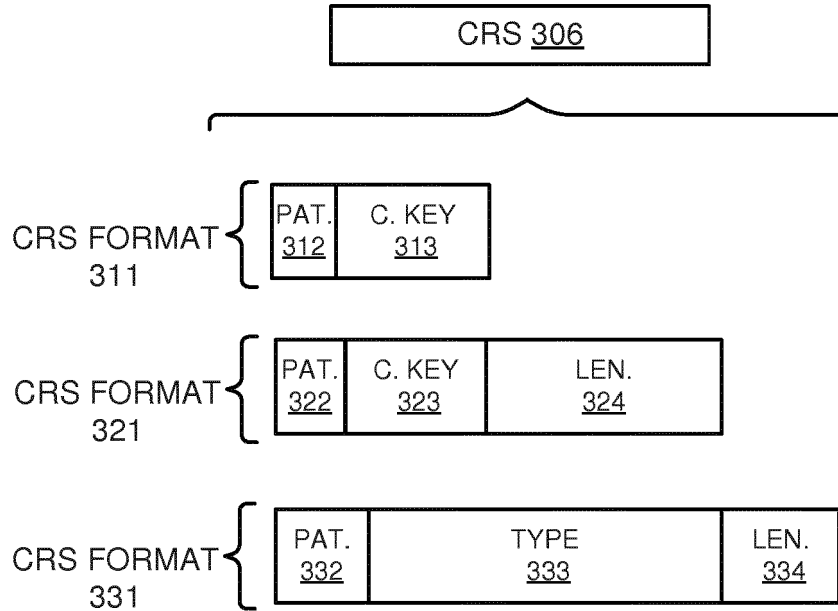 CRS 306
CRS FORMAT
311
PAT.
312
C. KEY
313
CRS FORMAT
321
PAT.
322
C. KEY
323
LEN.
324
CRS FORMAT
331
PAT.
332
TYPE
333
LEN.
334